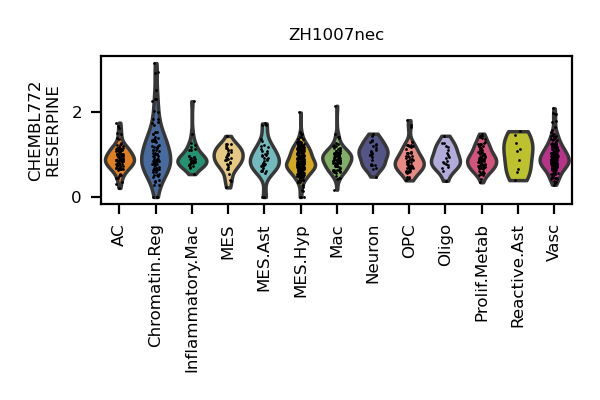 ZH1007nec
CHEMBL772
RESERPINE
2
0
AC
Chromatin.Reg
Inflammatory.Mac
MES
MES.Ast
MES.Hyp
Mac
Neuron
OPC
Oligo
Prolif.Metab
Reactive.Ast
Vasc